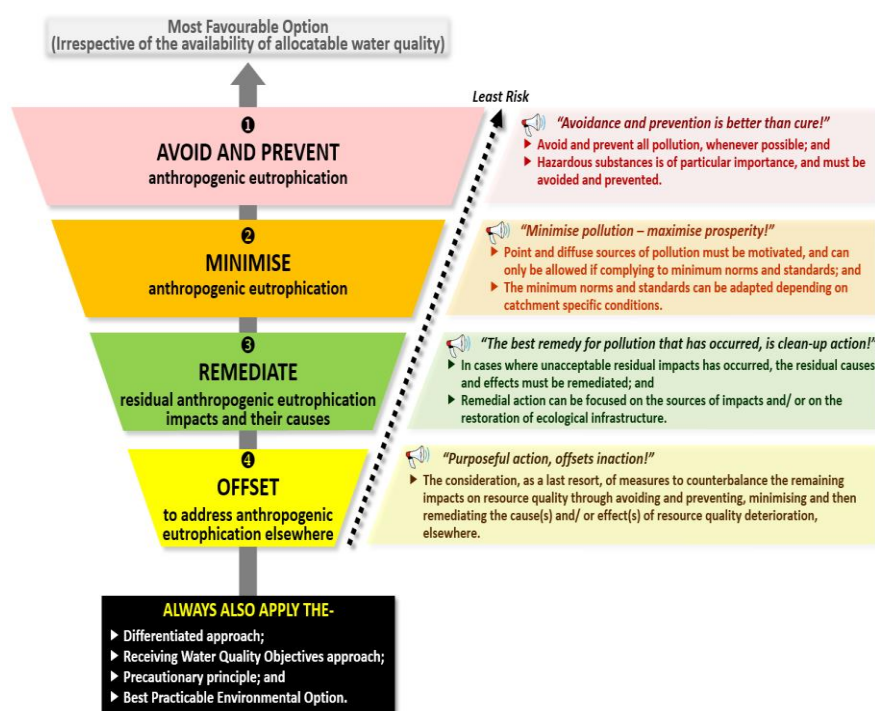 Most Favourable Option
(Irrespective of the availability of allocatable water quality)
Least Risk
❶
AVOID AND PREVENT
anthropogenic eutrophication
“Avoidance and prevention is better than cure!”
▶ Avoid and prevent all pollution, whenever possible; and
▶ Hazardous substances is of particular importance, and must be
avoided and prevented.
❷
MINIMISE
anthropogenic eutrophication
“Minimise pollution – maximise prosperity!”
▶ Point and diffuse sources of pollution must be motivated, and can
only be allowed if complying to minimum norms and standards; and
▶ The minimum norms and standards can be adapted depending on
catchment specific conditions.
❸
REMEDIATE
residual anthropogenic eutrophication
impacts and their causes
“The best remedy for pollution that has occurred, is clean-up action!”
▶ In cases where unacceptable residual impacts has occurred, the residual causes
and effects must be remediated; and
▶ Remedial action can be focused on the sources of impacts and/ or on the
restoration of ecological infrastructure.
❹
OFFSET
to address anthropogenic
eutrophication elsewhere
“Purposeful action, offsets inaction!”
▶ The consideration, as a last resort, of measures to counterbalance the remaining
impacts on resource quality through avoiding and preventing, minimising and then
remediating the cause(s) and/ or effect(s) of resource quality deterioration,
elsewhere.
ALWAYS ALSO APPLY THE-
▶ Differentiated approach;
▶ Receiving Water Quality Objectives approach;
▶ Precautionary principle; and
▶ Best Practicable Environmental Option.